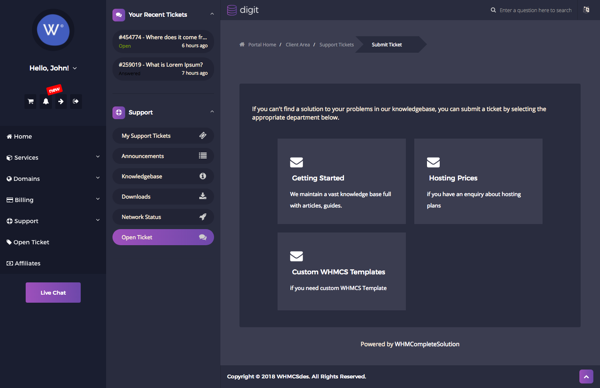 W
Hello, John!
new
Home
Services
Domains
Billing
Support
Open Ticket
Affiliates
Live Chat
Your Recent Tickets
#454774 - Where does it come fr...
Open
6 hours ago
#259019 - What is Lorem Ipsum?
7 hours ago
Support
My Support Tickets
Announcements
Knowledgebase
Downloads
Network Status
Open Ticket
digit
Enter a question here to search
Portal Home / Client Area / Support Tickets
Submit Ticket
If you can't find a solution to your problems in our knowledgebase, you can submit a ticket by selecting the
appropriate department below.
Getting Started
We maintain a vast knowledge base full
with articles, guides.
Hosting Prices
if you have an enquiry about hosting
plans
Custom WHMCS Templates
if you need custom WHMCS Template
Powered by WHMCompleteSolution
Copyright © 2018 WHMCSdes. All Rights Reserved.